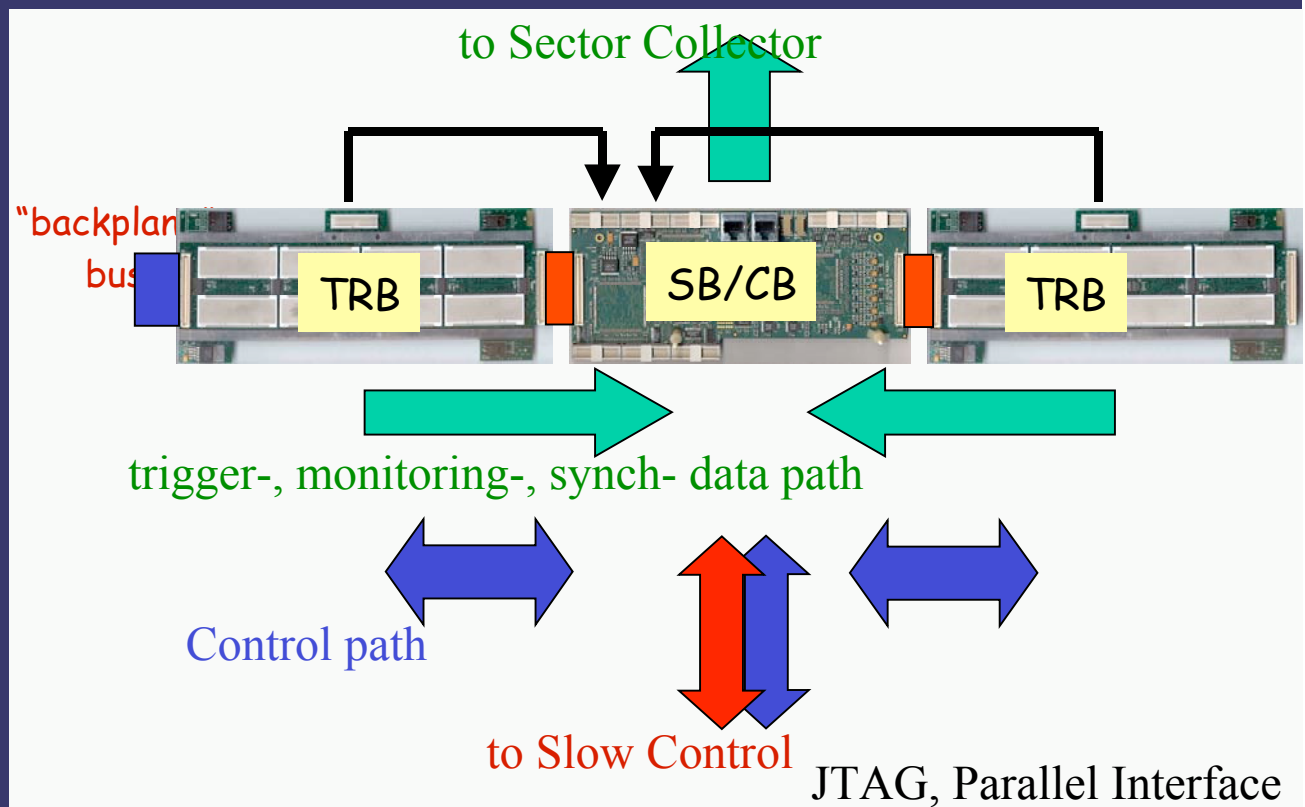 to Sector Collector
"backplane"
bus
TRB
SB/CB
TRB
trigger-, monitoring-, synch- data path
Control path
to Slow Control
JTAG, Parallel Interface